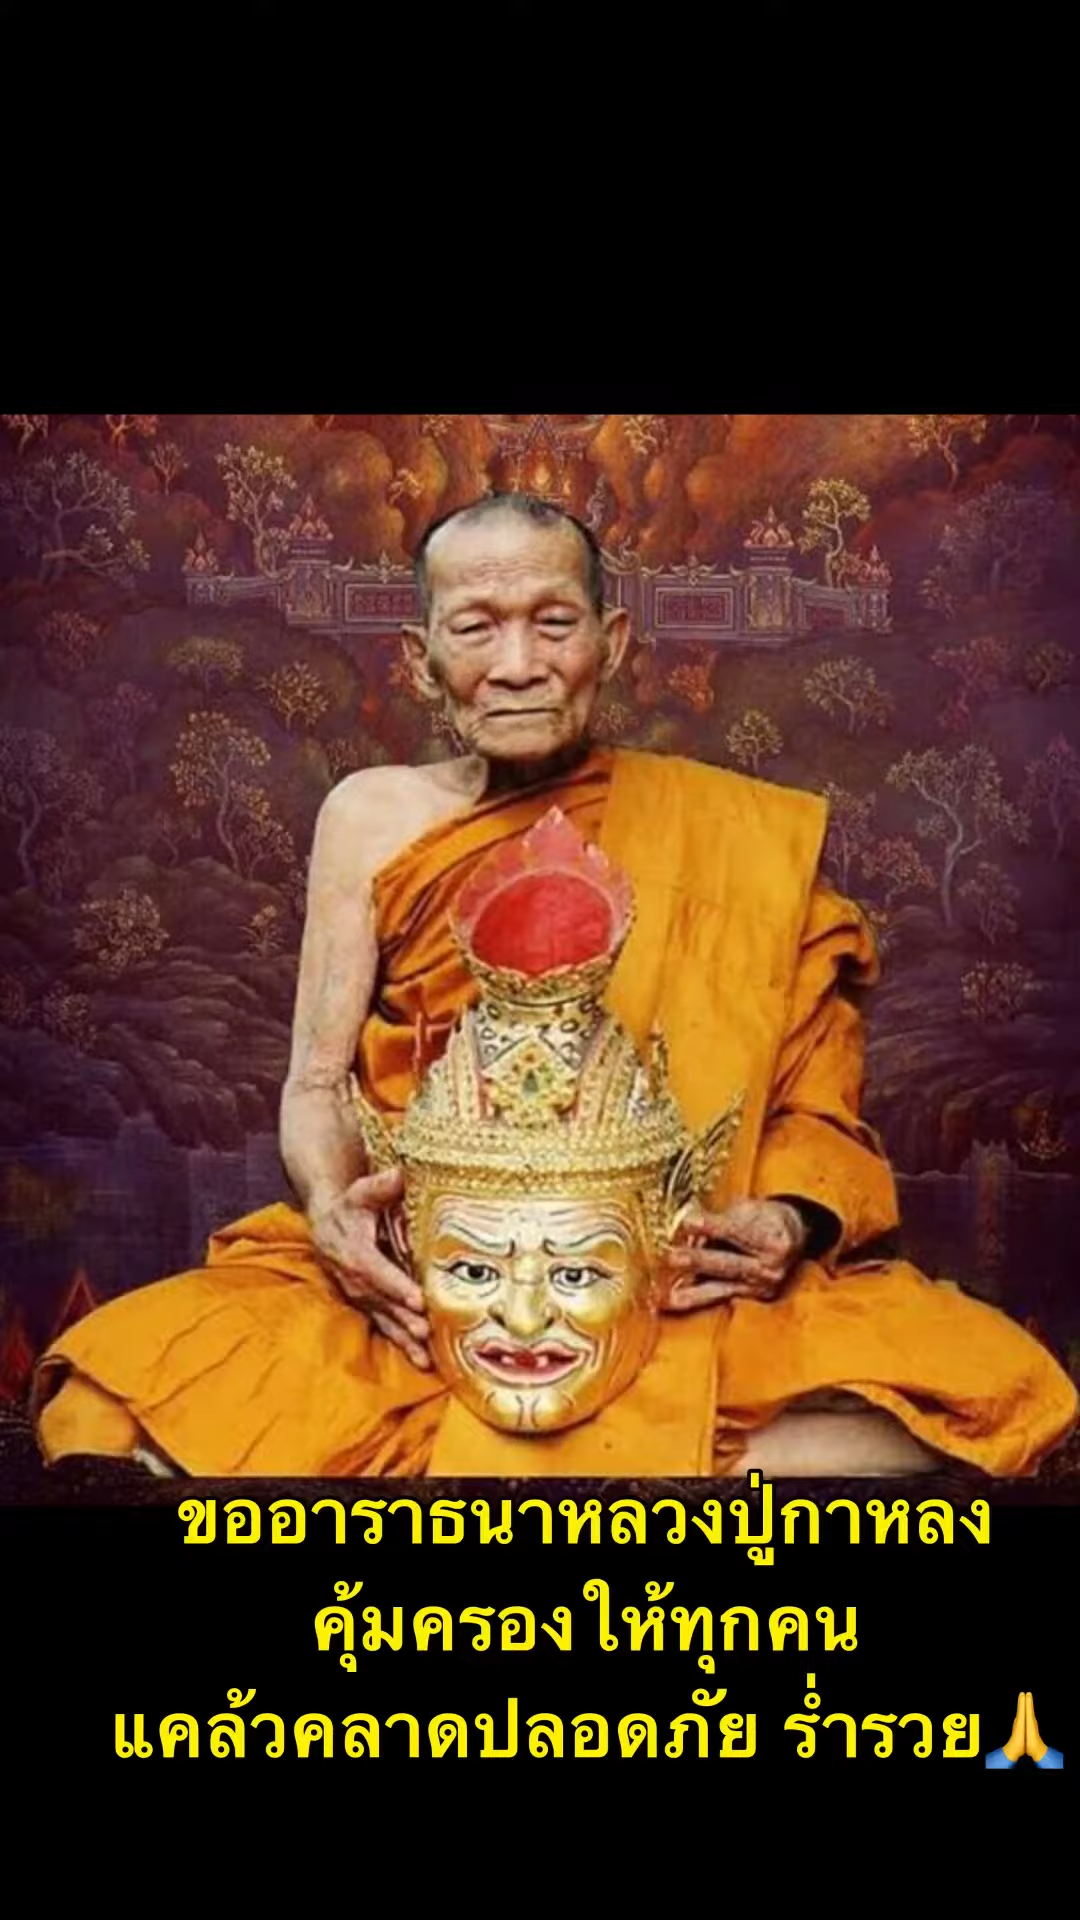 ขออาราธนาหลวงปู่กาหลง
คุ้มครองให้ทุกคน
แคล้วคลาดปลอดภัย ร่ำรวย🙏